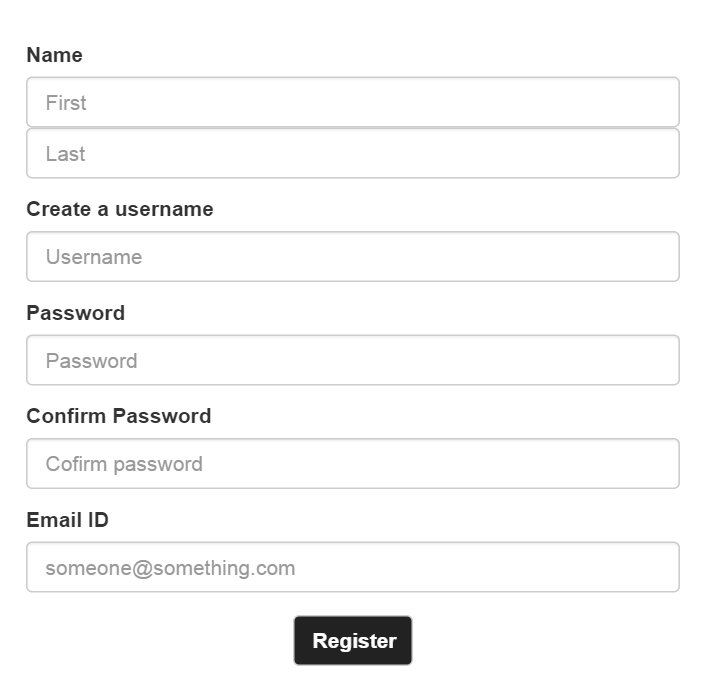 Name
First
Last
Create a username
Username
Password
Password
Confirm Password
Cofirm password
Email ID
someone@something.com
Register